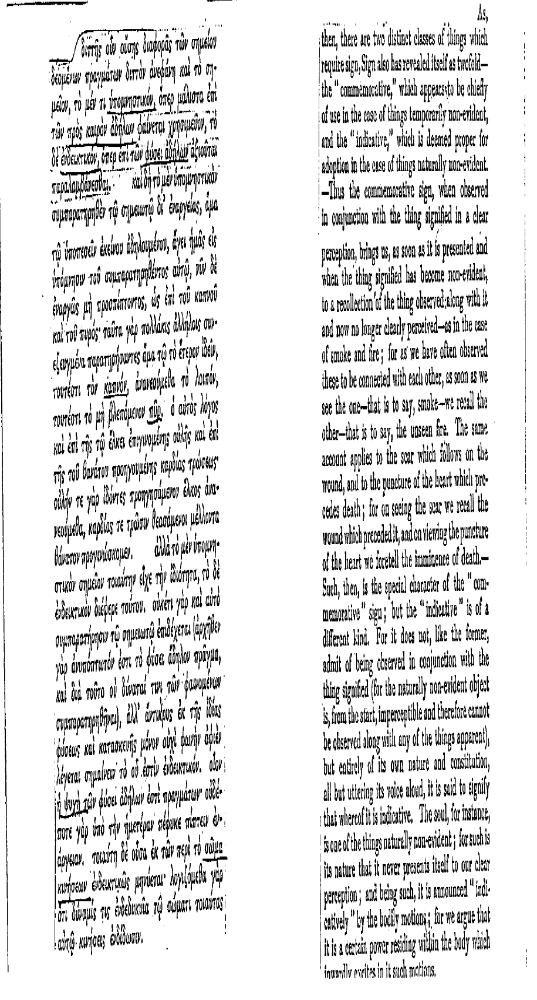 διττῆς οὖν οὔσης διαφορᾶς τῶν σημείου
δεομένων πραγμάτων διττὸν ἀνεφάνη καὶ τὸ ση-
μεῖον, τὸ μέν τι ὑπομνηστικόν, ὅπερ μάλιστα ἐπὶ
τῶν πρὸς καιρὸν ἀδήλων φαίνεται χρησιμεῦον, τὸ
δὲ ἐνδεικτικόν, ὅπερ ἐπὶ τῶν φύσει ἀδήλων ἀξιοῦται
παραλαμβάνεσθαι. καὶ δὴ τὸ μὲν ὑπομνηστικὸν
συμπαρατηρηθὲν τῷ σημειωτῷ δι' ἐναργείας, ἅμα
τῷ ὑποπεσεῖν ἐκείνου ἀδηλουμένου, ἄγει ἡμᾶς εἰς
ὑπόμνησιν τοῦ συμπαρατηρηθέντος αὐτῷ, νῦν δὲ
ἐναργῶς μὴ προσπίπτοντος, ὡς ἐπὶ τοῦ καπνοῦ
καὶ τοῦ πυρός· ταῦτα γὰρ πολλάκις ἀλλήλοις συν-
εζευγμένα παρατηρήσαντες ἅμα τῷ τὸ ἕτερον ἰδεῖν,
τουτέστι τὸν καπνόν, ἀνανεούμεθα τὸ λοιπόν,
τουτέστι τὸ μὴ βλεπόμενον πῦρ. ὁ αὐτὸς λόγος
καὶ ἐπὶ τῆς τῷ ἕλκει ἐπιγινομένης οὐλῆς καὶ ἐπὶ
τῆς τοῦ θανάτου προηγουμένης καρδίας τρώσεως·
οὐλήν τε γὰρ ἰδόντες προηγησάμενον ἕλκος ἀνα-
νεούμεθα, καρδίας τε τρῶσιν θεασάμενοι μέλλοντα
θάνατον προγινώσκομεν. ἀλλὰ τὸ μὲν ὑπομνη-
στικὸν σημεῖον τοιαύτην εἶχε τὴν ἰδιότητα, τὸ δὲ
ἐνδεικτικὸν διέφερε τούτου. οὐκέτι γὰρ καὶ αὐτὸ
συμπαρατήρησιν τῷ σημειωτῷ ἐπιδέχεται (ἀρχῆθεν
γὰρ ἀνυπόπτωτόν ἐστι τὸ φύσει ἄδηλον πρᾶγμα,
καὶ διὰ τοῦτο οὐ δύναταί τινι τῶν φαινομένων
συμπαρατηρηθῆναι), ἀλλ' ἄντικρυς ἐκ τῆς ἰδίας
φύσεως καὶ κατασκευῆς μόνον οὐχὶ φωνὴν ἀφιὲν
λέγεται σημαίνειν τὸ οὗ ἐστὶν ἐνδεικτικόν. οἷον
ἡ ψυχὴ τῶν φύσει ἀδήλων ἐστὶ πραγμάτων· οὐδέ-
ποτε γὰρ ὑπὸ τὴν ἡμετέραν πέφυκε πίπτειν ἐν-
άργειαν. τοιαύτη δὲ οὖσα ἐκ τῶν περὶ τὸ σῶμα
κινήσεων ἐνδεικτικῶς μηνύεται· λογιζόμεθα γὰρ
ὅτι δύναμίς τις ἐνδεδυκυῖα τῷ σώματι τοιαύτας
αὐτῷ κινήσεις ἐνδίδωσιν.
As,
then, there are two distinct classes of things which
require sign, Sign also has revealed itself as twofold—
the “ commemorative,” which appears to be chiefly
of use in the case of things temporarily non-evident,
and the “ indicative,” which is deemed proper for
adoption in the case of things naturally non-evident.
—Thus the commemorative sign, when observed
in conjunction with the thing signified in a clear
perception, brings us, as soon as it is presented and
when the thing signified has become non-evident,
to a recollection of the thing observed along with it
and now no longer clearly perceived—as in the case
of smoke and fire ; for as we have often observed
these to be connected with each other, as soon as we
see the one—that is to say, smoke—we recall the
other—that is to say, the unseen fire. The same
account applies to the scar which follows on the
wound, and to the puncture of the heart which pre-
cedes death ; for on seeing the scar we recall the
wound which preceded it, and on viewing the puncture
of the heart we foretell the imminence of death.—
Such, then, is the special character of the “ com-
memorative ” sign ; but the “ indicative ” is of a
different kind. For it does not, like the former,
admit of being observed in conjunction with the
thing signified (for the naturally non-evident object
is, from the start, imperceptible and therefore cannot
be observed along with any of the things apparent),
but entirely of its own nature and constitution,
all but uttering its voice aloud, it is said to signify
that whereof it is indicative. The soul, for instance,
is one of the things naturally non-evident ; for such is
its nature that it never presents itself to our clear
perception ; and being such, it is announced “ indi-
catively ” by the bodily motions ; for we argue that
it is a certain power residing within the body which
inwardly excites in it such motions.